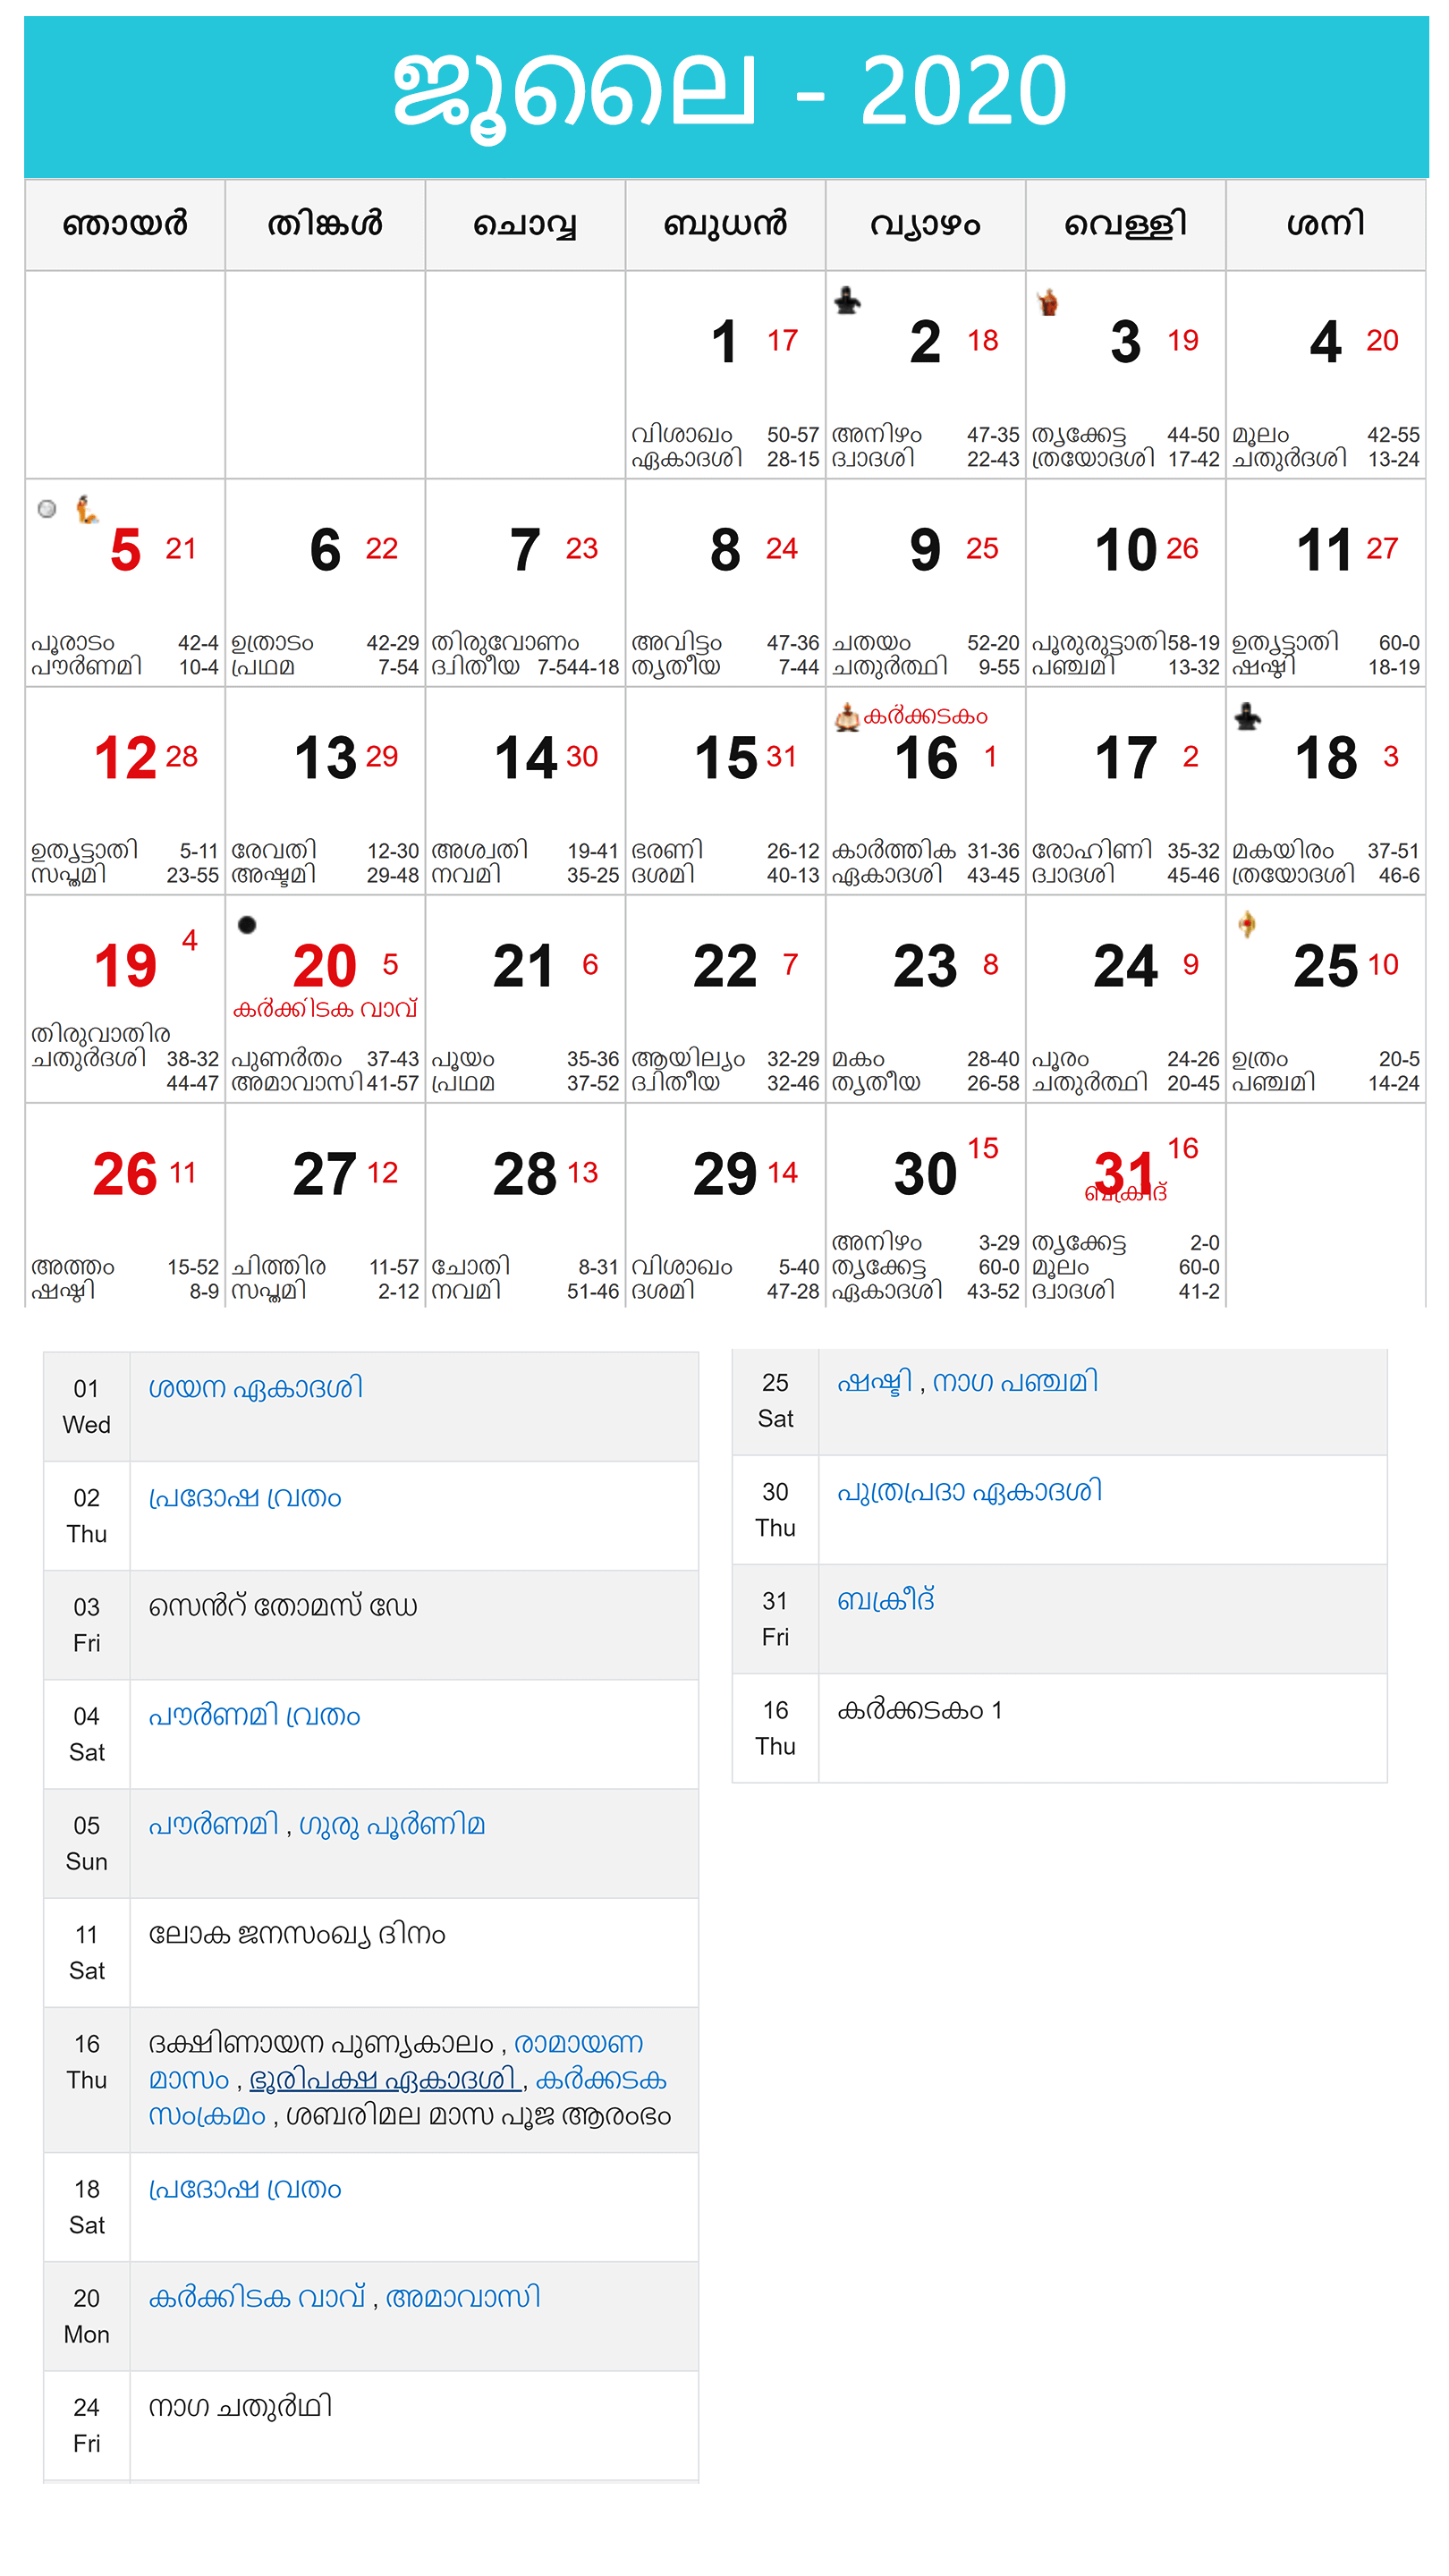 ജൂലൈ - 2020
ഞായർ തിങ്കൾ ചൊവ്വ ബുധൻ വ്യാഴം വെള്ളി ശനി
1 17 2 18 3 19 4 20
വിശാഖം 50-57 അനിഴം 47-35 തൃക്കേട്ട 44-50 മൂലം 42-55
ഏകാദശി 28-15 ദ്വാദശി 22-43 ത്രയോദശി 17-42 ചതുർദശി 13-24
5 21 6 22 7 23 8 24 9 25 10 26 11 27
പൂരാടം 42-4 ഉത്രാടം 42-29 തിരുവോണം അവിട്ടം 47-36 ചതയം 52-20 പൂരുരുട്ടാതി 58-19 ഉതൃട്ടാതി 60-0
പൗർണമി 10-4 പ്രഥമ 7-54 ദ്വിതീയ 7-544-18 തൃതീയ 7-44 ചതുർത്ഥി 9-55 പഞ്ചമി 13-32 ഷഷ്ഠി 18-19
കർക്കടകം
12 28 13 29 14 30 15 31 16 1 17 2 18 3
ഉതൃട്ടാതി 5-11 രേവതി 12-30 അശ്വതി 19-41 ഭരണി 26-12 കാർത്തിക 31-36 രോഹിണി 35-32 മകയിരം 37-51
സപ്തമി 23-55 അഷ്ടമി 29-48 നവമി 35-25 ദശമി 40-13 ഏകാദശി 43-45 ദ്വാദശി 45-46 ത്രയോദശി 46-6
19 4 20 5 21 6 22 7 23 8 24 9 25 10
കർക്കിടക വാവ്
തിരുവാതിര
ചതുർദശി 38-32 പുണർതം 37-43 പൂയം 35-36 ആയില്യം 32-29 മകം 28-40 പൂരം 24-26 ഉത്രം 20-5
44-47 അമാവാസി 41-57 പ്രഥമ 37-52 ദ്വിതീയ 32-46 തൃതീയ 26-58 ചതുർത്ഥി 20-45 പഞ്ചമി 14-24
26 11 27 12 28 13 29 14 30 15 31 16
ബക്രീദ്
അനിഴം 3-29 തൃക്കേട്ട 2-0
അത്തം 15-52 ചിത്തിര 11-57 ചോതി 8-31 വിശാഖം 5-40 തൃക്കേട്ട 60-0 മൂലം 60-0
ഷഷ്ഠി 8-9 സപ്തമി 2-12 നവമി 51-46 ദശമി 47-28 ഏകാദശി 43-52 ദ്വാദശി 41-2
01 ശയന ഏകാദശി
Wed
02 പ്രദോഷ വ്രതം
Thu
03 സെൻറ് തോമസ് ഡേ
Fri
04 പൗർണമി വ്രതം
Sat
05 പൗർണമി , ഗുരു പൂർണിമ
Sun
11 ലോക ജനസംഖ്യ ദിനം
Sat
16 ദക്ഷിണായന പുണ്യകാലം , രാമായണ
Thu മാസം , ഭൂരിപക്ഷ ഏകാദശി , കർക്കടക
സംക്രമം , ശബരിമല മാസ പൂജ ആരംഭം
18 പ്രദോഷ വ്രതം
Sat
20 കർക്കിടക വാവ് , അമാവാസി
Mon
24 നാഗ ചതുർഥി
Fri
25 ഷഷ്ടി , നാഗ പഞ്ചമി
Sat
30 പുത്രപ്രദാ ഏകാദശി
Thu
31 ബക്രീദ്
Fri
16 കർക്കടകം 1
Thu